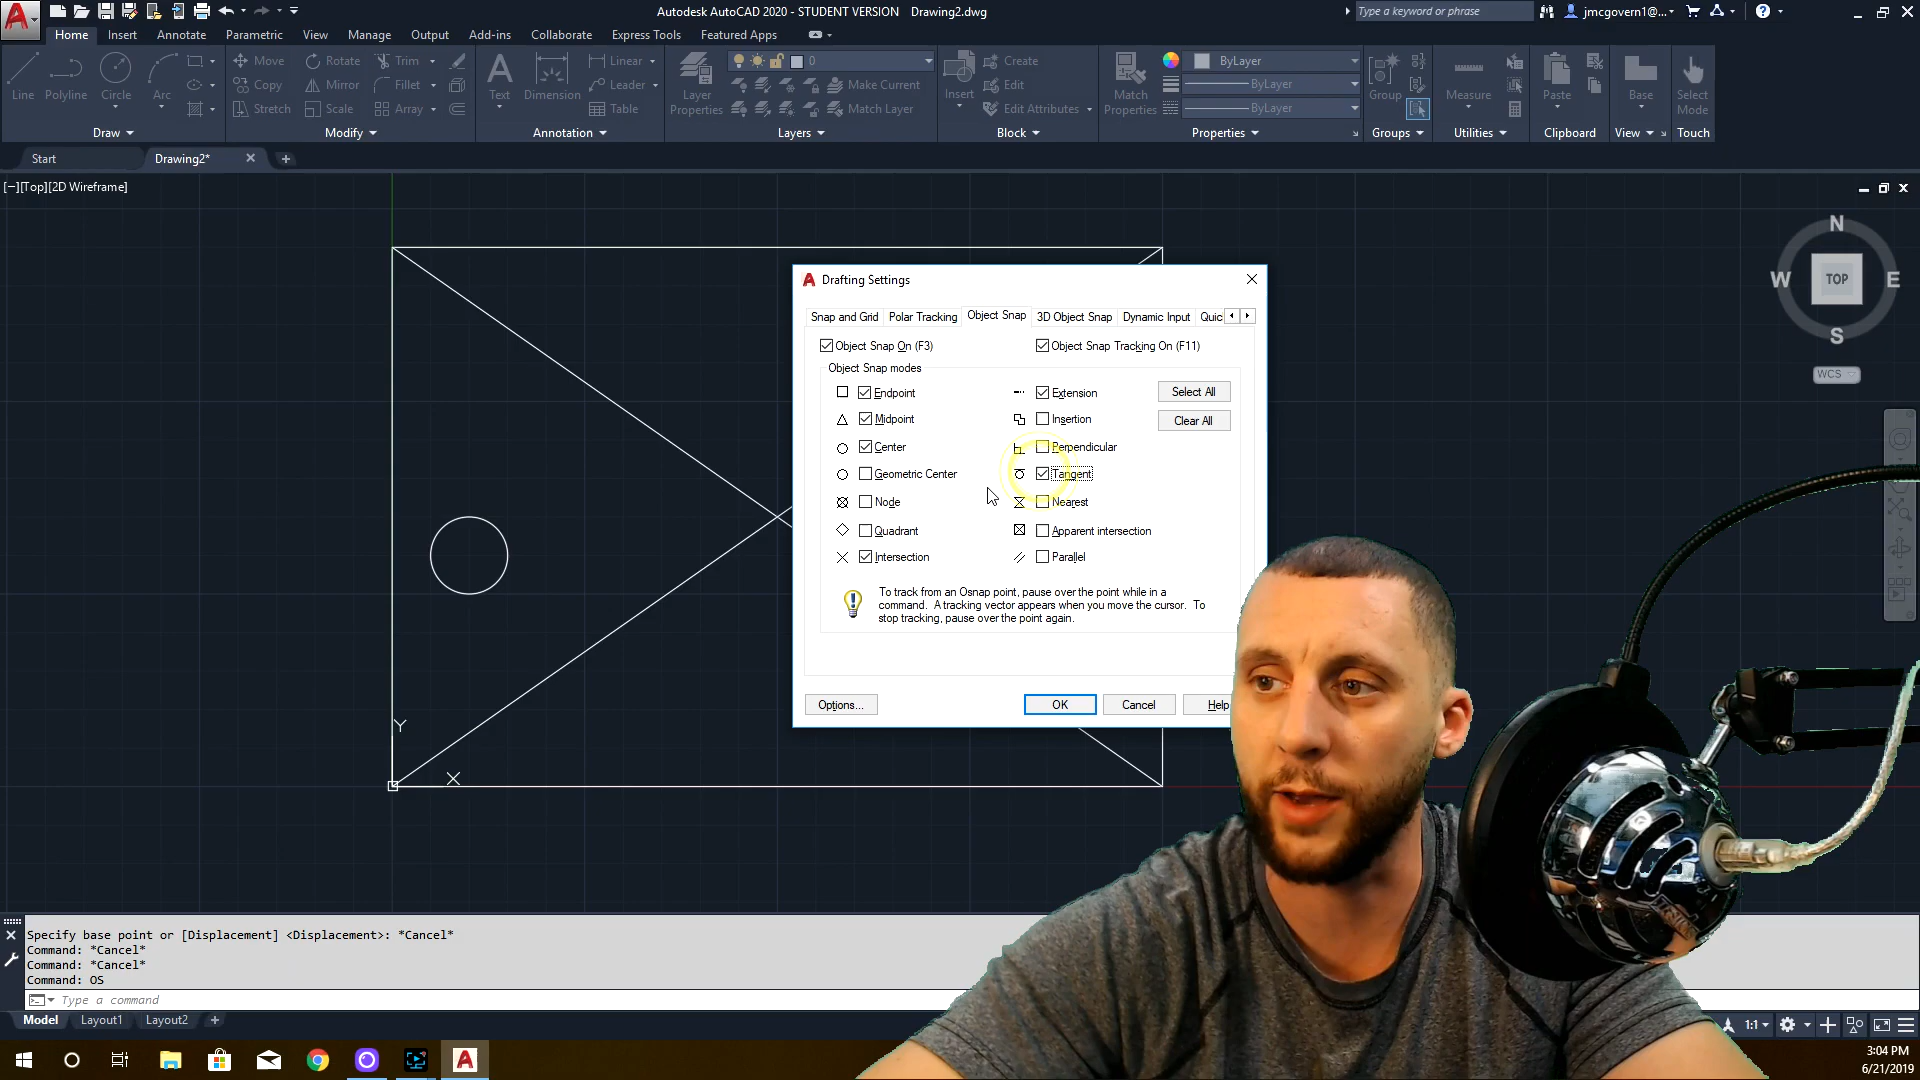 Autodesk AutoCAD 2020 - STUDENT VERSION Drawing2.dwg
Type a keyword or phrase
jmcgovern1@...
Home Insert Annotate Parametric View Manage Output Add-ins Collaborate Express Tools Featured Apps
Line Polyline Circle Arc
Move Rotate Trim
Copy Mirror Fillet
Stretch Scale Array
Text Dimension
Linear
Leader
Table
Layer Properties
0
Make Current
Match Layer
Insert
Create
Edit
Edit Attributes
Match Properties
ByLayer
ByLayer
ByLayer
Group
Measure
Paste
Base
Select Mode
Draw Modify Annotation Layers Block Properties Groups Utilities Clipboard View Touch
Start Drawing2*
[−][Top][2D Wireframe]
N
W TOP E
S
WCS
Drafting Settings
Snap and Grid Polar Tracking Object Snap 3D Object Snap Dynamic Input Quic
Object Snap On (F3) Object Snap Tracking On (F11)
Object Snap modes
Endpoint Extension Select All
Midpoint Insertion Clear All
Center Perpendicular
Geometric Center Tangent
Node Nearest
Quadrant Apparent intersection
Intersection Parallel
To track from an Osnap point, pause over the point while in a
command. A tracking vector appears when you move the cursor. To
stop tracking, pause over the point again.
Options... OK Cancel Help
Y
X
Specify base point or [Displacement] <Displacement>: *Cancel*
Command: *Cancel*
Command: *Cancel*
Command: OS
Type a command
Model Layout1 Layout2
1:1
3:04 PM
6/21/2019